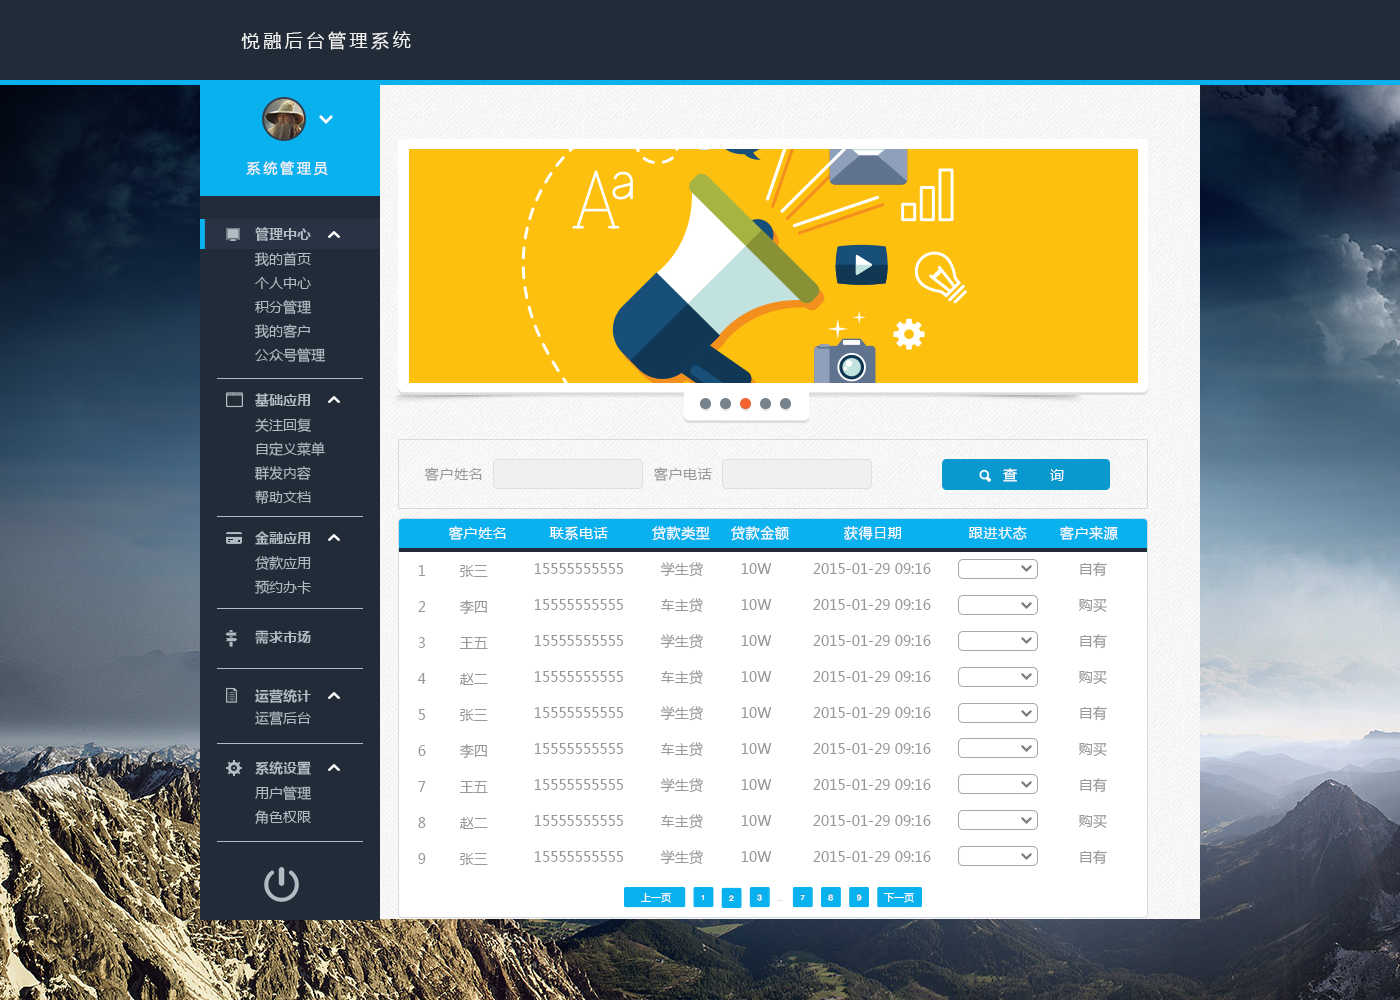 悦融后台管理系统
系统管理员
管理中心
我的首页
个人中心
积分管理
我的客户
公众号管理
基础应用
关注回复
自定义菜单
群发内容
帮助文档
金融应用
贷款应用
预约办卡
需求市场
运营统计
运营后台
系统设置
用户管理
角色权限
Aa
客户姓名 客户电话 查 询
客户姓名 联系电话 贷款类型 贷款金额 获得日期 跟进状态 客户来源
1 张三 15555555555 学生贷 10W 2015-01-29 09:16 自有
2 李四 15555555555 车主贷 10W 2015-01-29 09:16 购买
3 王五 15555555555 学生贷 10W 2015-01-29 09:16 自有
4 赵二 15555555555 车主贷 10W 2015-01-29 09:16 购买
5 张三 15555555555 学生贷 10W 2015-01-29 09:16 自有
6 李四 15555555555 车主贷 10W 2015-01-29 09:16 购买
7 王五 15555555555 学生贷 10W 2015-01-29 09:16 自有
8 赵二 15555555555 车主贷 10W 2015-01-29 09:16 购买
9 张三 15555555555 学生贷 10W 2015-01-29 09:16 自有
上一页 1 2 3 ... 7 8 9 下一页